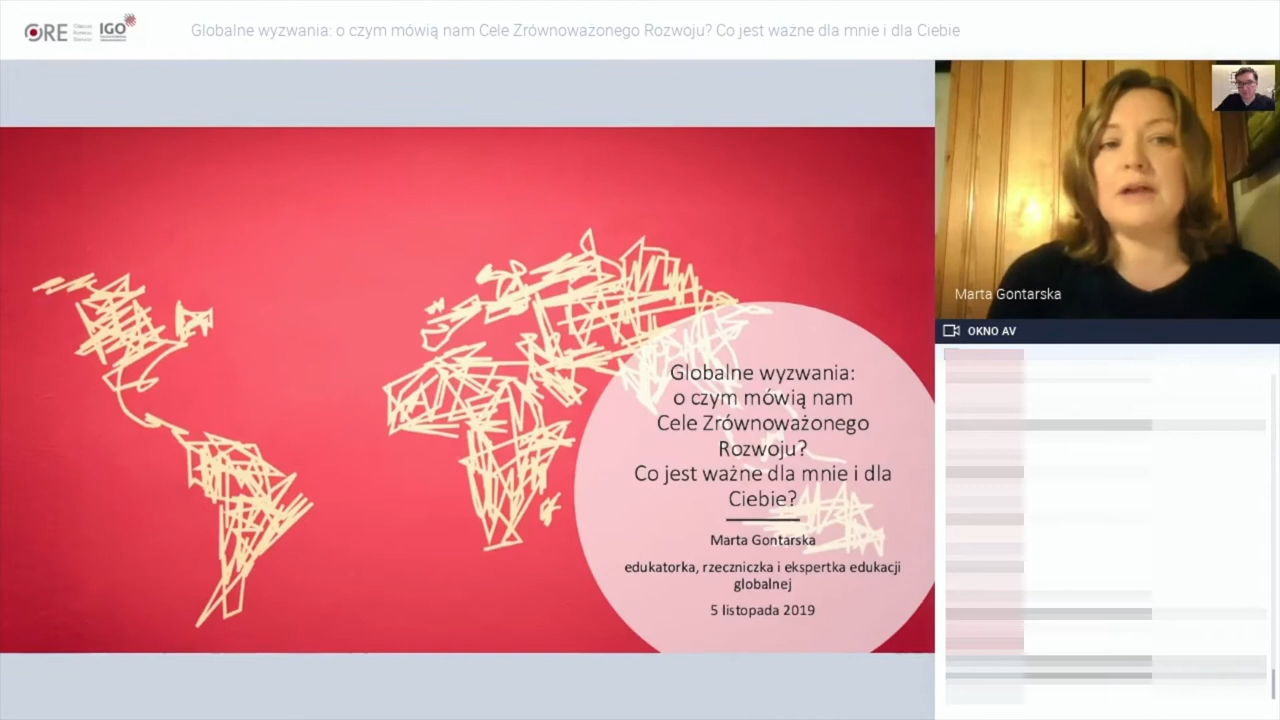 ORE
IGO
Globalne wyzwania: o czym mówią nam Cele Zrównoważonego Rozwoju? Co jest ważne dla mnie i dla Ciebie
Globalne wyzwania:
o czym mówią nam
Cele Zrównoważonego
Rozwoju?
Co jest ważne dla mnie i dla
Ciebie?
Marta Gontarska
edukatorka, rzeczniczka i ekspertka edukacji
globalnej
5 listopada 2019
Marta Gontarska
OKNO AV